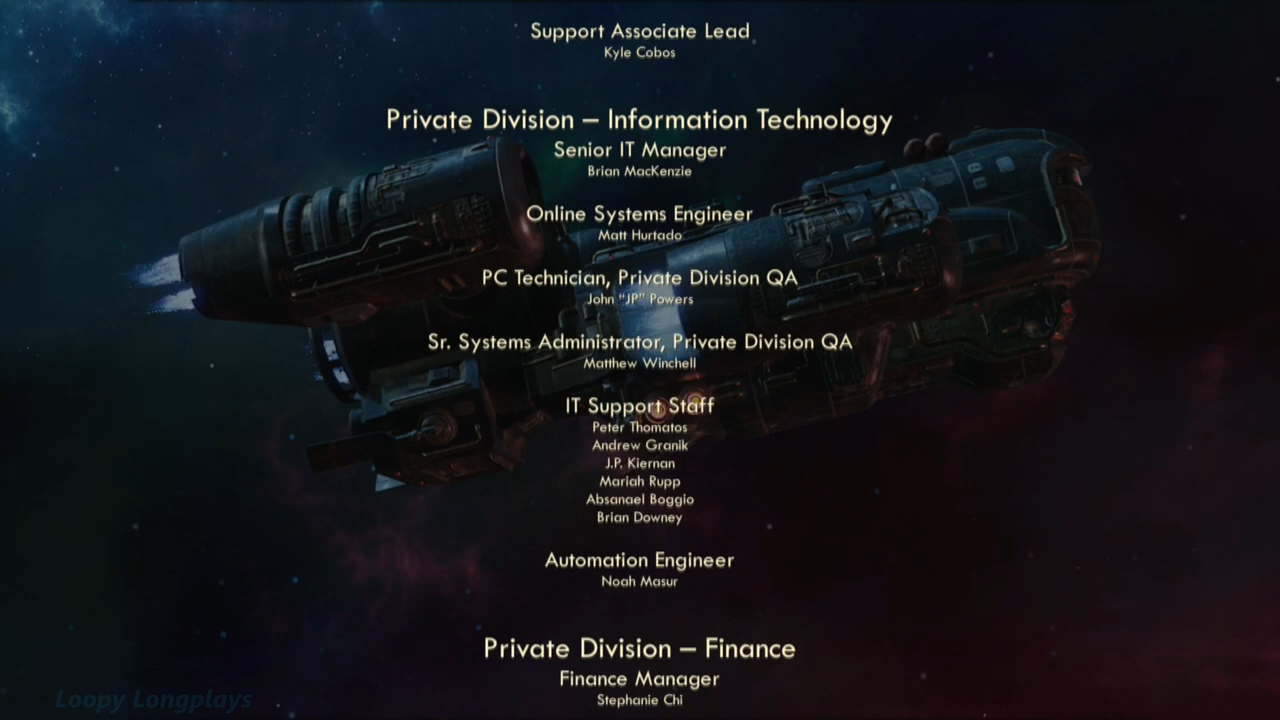 Support Associate Lead
Kyle Cobos
Private Division – Information Technology
Senior IT Manager
Brian MacKenzie
Online Systems Engineer
Matt Hurtado
PC Technician, Private Division QA
John "JP" Powers
Sr. Systems Administrator, Private Division QA
Matthew Winchell
IT Support Staff
Peter Thomatos
Andrew Granik
J.P. Kiernan
Mariah Rupp
Absanael Boggio
Brian Downey
Automation Engineer
Noah Masur
Private Division – Finance
Finance Manager
Stephanie Chi
Loopy Longplays